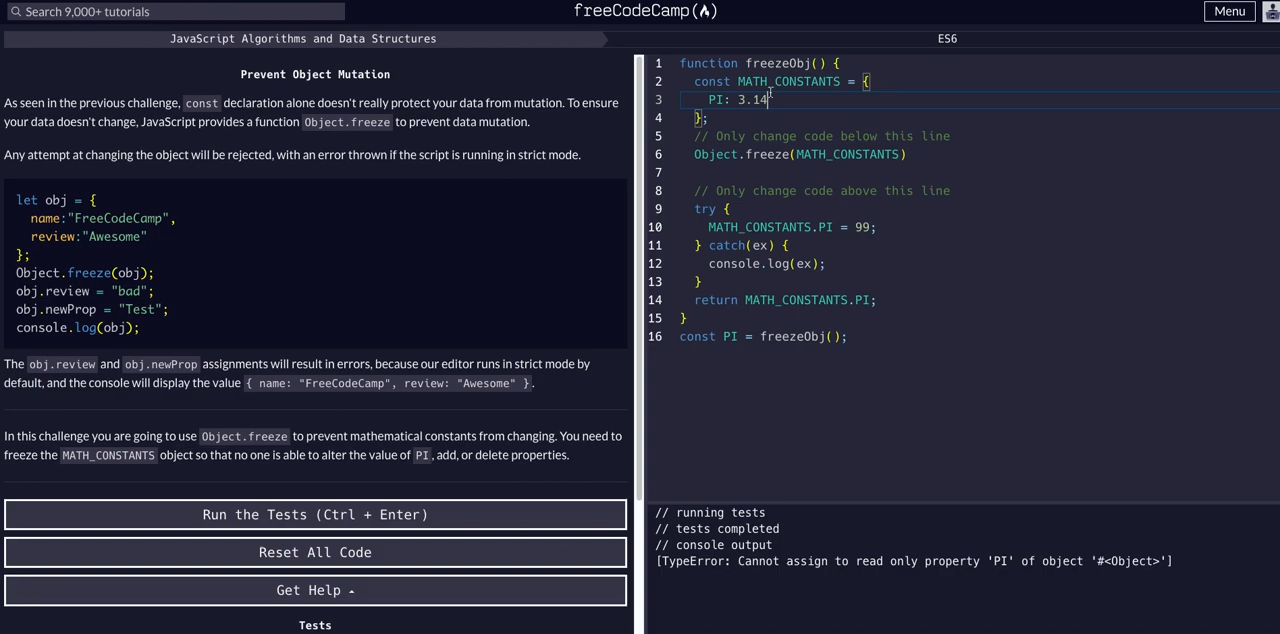 Search 9,000+ tutorials
freeCodeCamp
Menu
JavaScript Algorithms and Data Structures
ES6
Prevent Object Mutation
As seen in the previous challenge, const declaration alone doesn't really protect your data from mutation. To ensure
your data doesn't change, JavaScript provides a function Object.freeze to prevent data mutation.
Any attempt at changing the object will be rejected, with an error thrown if the script is running in strict mode.
let obj = {
  name:"FreeCodeCamp",
  review:"Awesome"
};
Object.freeze(obj);
obj.review = "bad";
obj.newProp = "Test";
console.log(obj);
The obj.review and obj.newProp assignments will result in errors, because our editor runs in strict mode by
default, and the console will display the value { name: "FreeCodeCamp", review: "Awesome" }.
In this challenge you are going to use Object.freeze to prevent mathematical constants from changing. You need to
freeze the MATH_CONSTANTS object so that no one is able to alter the value of PI, add, or delete properties.
Run the Tests (Ctrl + Enter)
Reset All Code
Get Help
Tests
1 function freezeObj() {
2   const MATH_CONSTANTS = {
3     PI: 3.14
4   };
5   // Only change code below this line
6   Object.freeze(MATH_CONSTANTS)
7
8   // Only change code above this line
9   try {
10     MATH_CONSTANTS.PI = 99;
11   } catch(ex) {
12     console.log(ex);
13   }
14   return MATH_CONSTANTS.PI;
15 }
16 const PI = freezeObj();
// running tests
// tests completed
// console output
[TypeError: Cannot assign to read only property 'PI' of object '#<Object>']